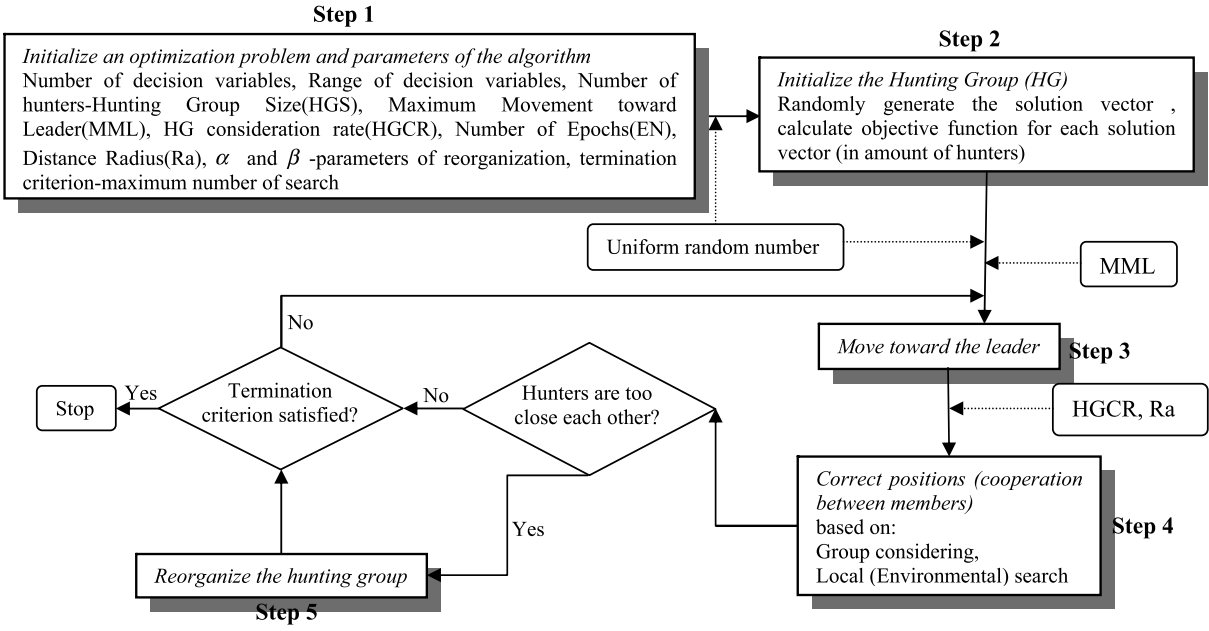 Step 1
Initialize an optimization problem and parameters of the algorithm
Number of decision variables, Range of decision variables, Number of
hunters-Hunting Group Size(HGS), Maximum Movement toward
Leader(MML), HG consideration rate(HGCR), Number of Epochs(EN),
Distance Radius(Ra), α and β -parameters of reorganization, termination
criterion-maximum number of search
Step 2
Initialize the Hunting Group (HG)
Randomly generate the solution vector ,
calculate objective function for each solution
vector (in amount of hunters)
Uniform random number
MML
Move toward the leader
Step 3
HGCR, Ra
Correct positions (cooperation
between members)
based on:
Group considering,
Local (Environmental) search
Step 4
Hunters are too
close each other?
No
Yes
Reorganize the hunting group
Step 5
Termination
criterion satisfied?
No
Yes
Stop